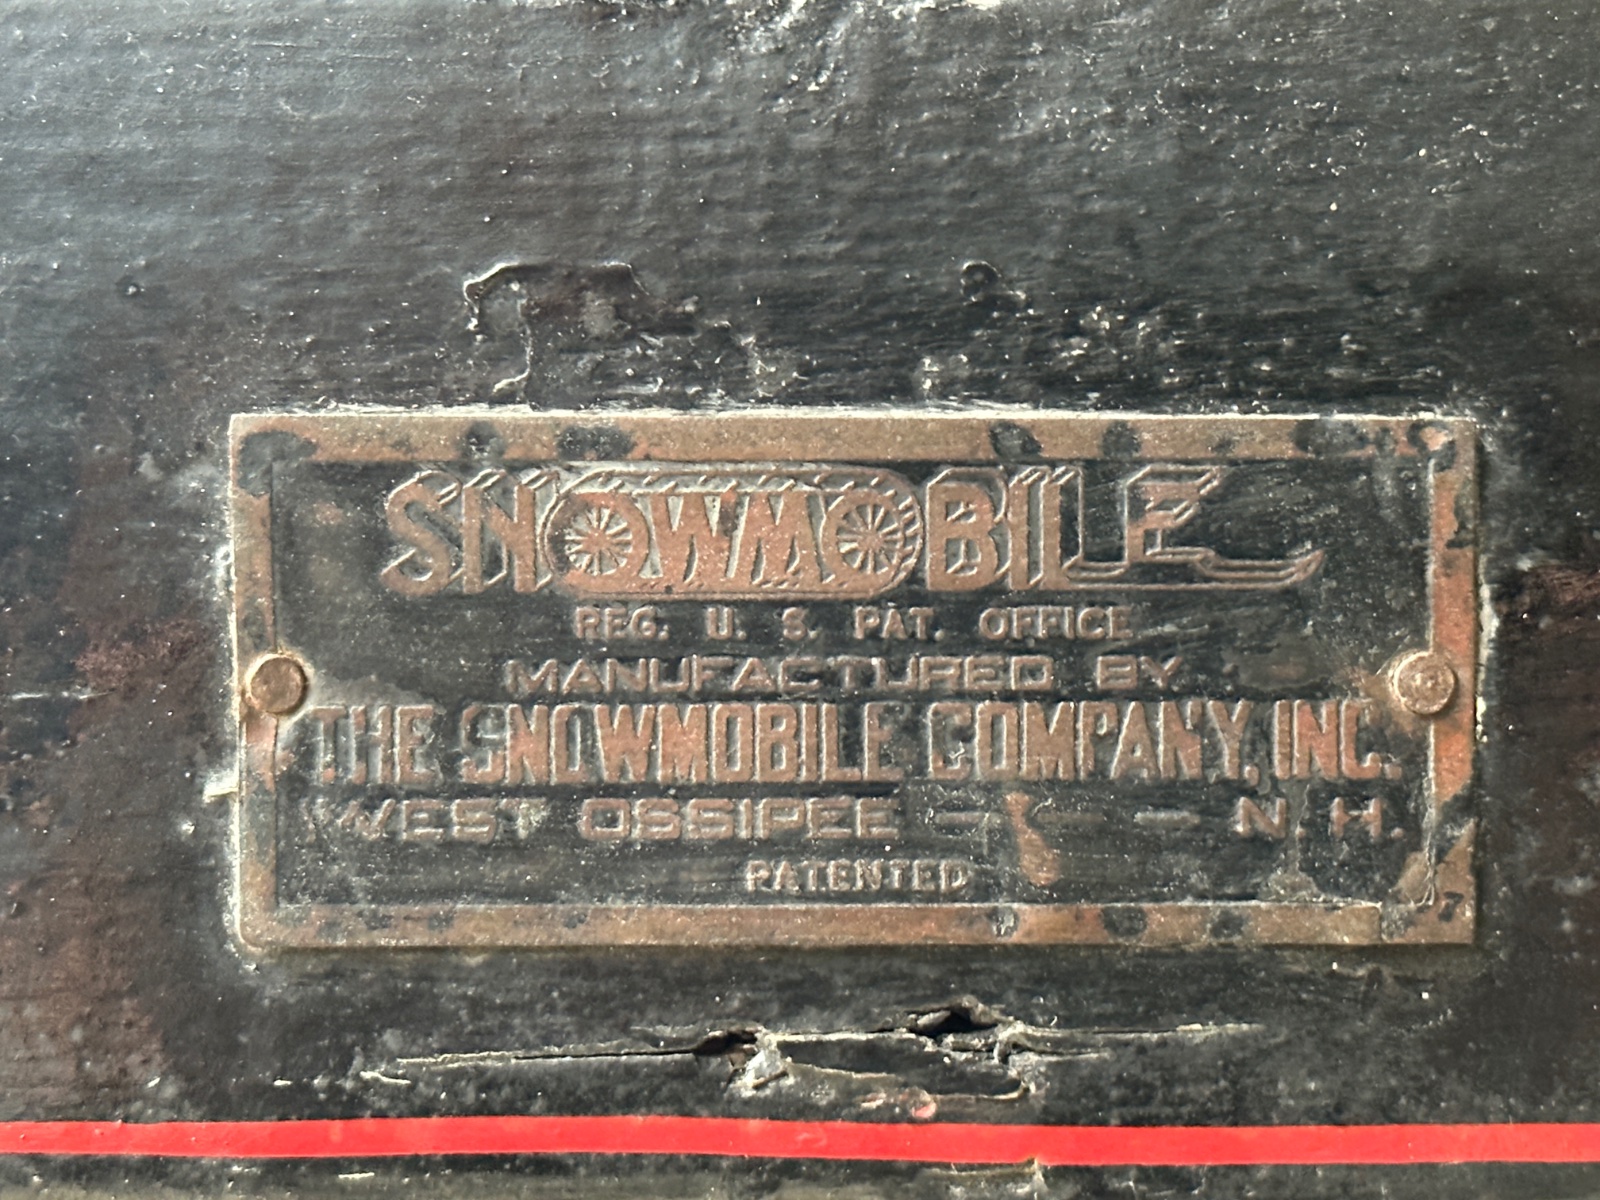 SNOWMOBILE
REG. U. S. PAT. OFFICE
MANUFACTURED BY
THE SNOWMOBILE COMPANY, INC.
WEST OSSIPEE — — — N. H.
PATENTED